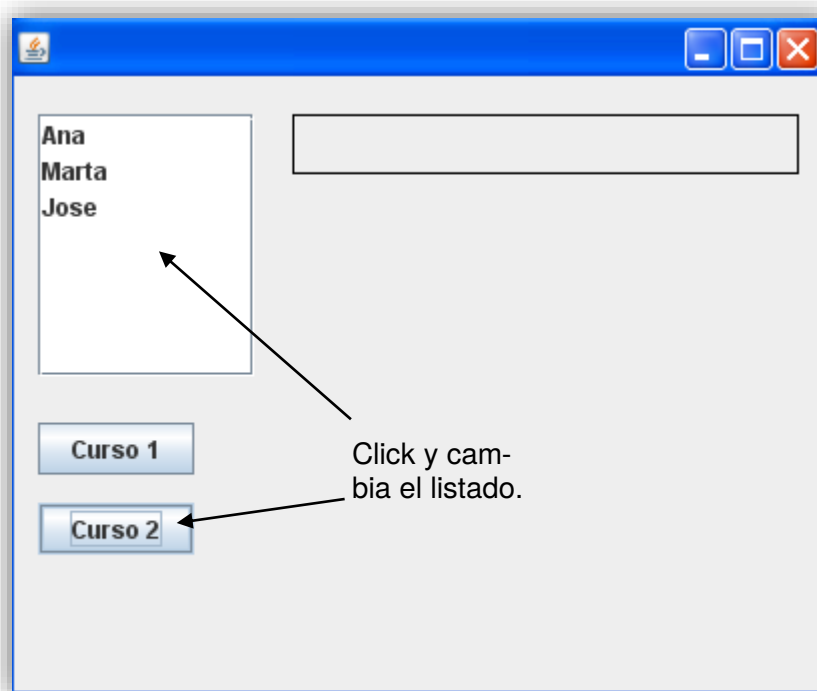 Ana
Marta
Jose
Curso 1
Click y cam-
bia el listado.
Curso 2